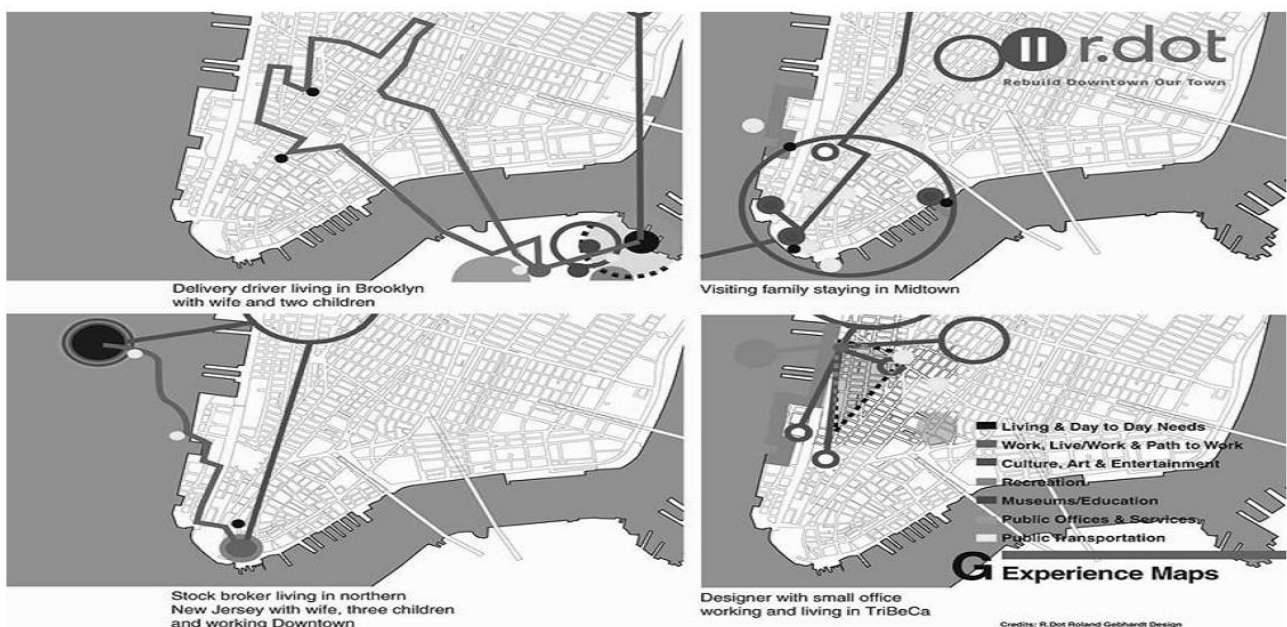 r.dot
Rebuild Downtown Our Town
Delivery driver living in Brooklyn
with wife and two children
Visiting family staying in Midtown
Stock broker living in northern
New Jersey with wife, three children
and working Downtown
Designer with small office
working and living in TriBeCa
Living & Day to Day Needs
Work, Live/Work & Path to Work
Culture, Art & Entertainment
Recreation
Museums/Education
Public Offices & Services
Public Transportation
G Experience Maps
Credits: R.Dot Roland Gebhardt Design